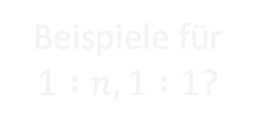 Beispiele für
1 : n, 1 : 1?